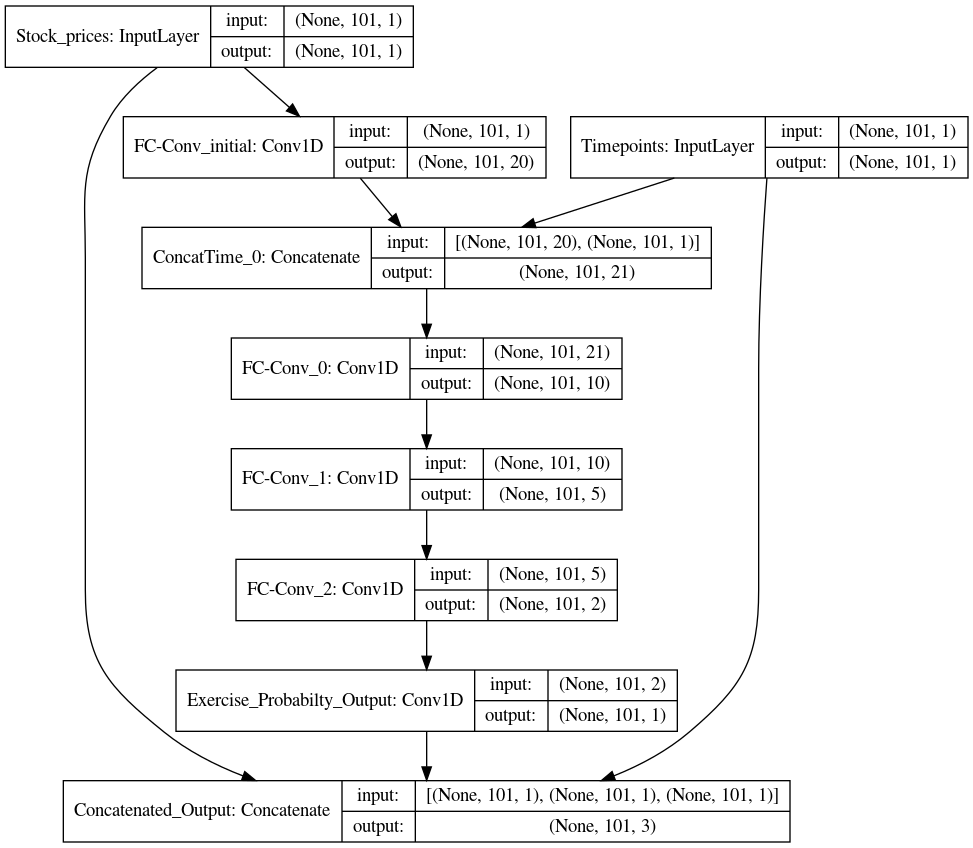 Stock_prices: InputLayer
input: (None, 101, 1)
output: (None, 101, 1)
FC-Conv_initial: Conv1D
input: (None, 101, 1)
output: (None, 101, 20)
Timepoints: InputLayer
input: (None, 101, 1)
output: (None, 101, 1)
ConcatTime_0: Concatenate
input: [(None, 101, 20), (None, 101, 1)]
output: (None, 101, 21)
FC-Conv_0: Conv1D
input: (None, 101, 21)
output: (None, 101, 10)
FC-Conv_1: Conv1D
input: (None, 101, 10)
output: (None, 101, 5)
FC-Conv_2: Conv1D
input: (None, 101, 5)
output: (None, 101, 2)
Exercise_Probabilty_Output: Conv1D
input: (None, 101, 2)
output: (None, 101, 1)
Concatenated_Output: Concatenate
input: [(None, 101, 1), (None, 101, 1), (None, 101, 1)]
output: (None, 101, 3)